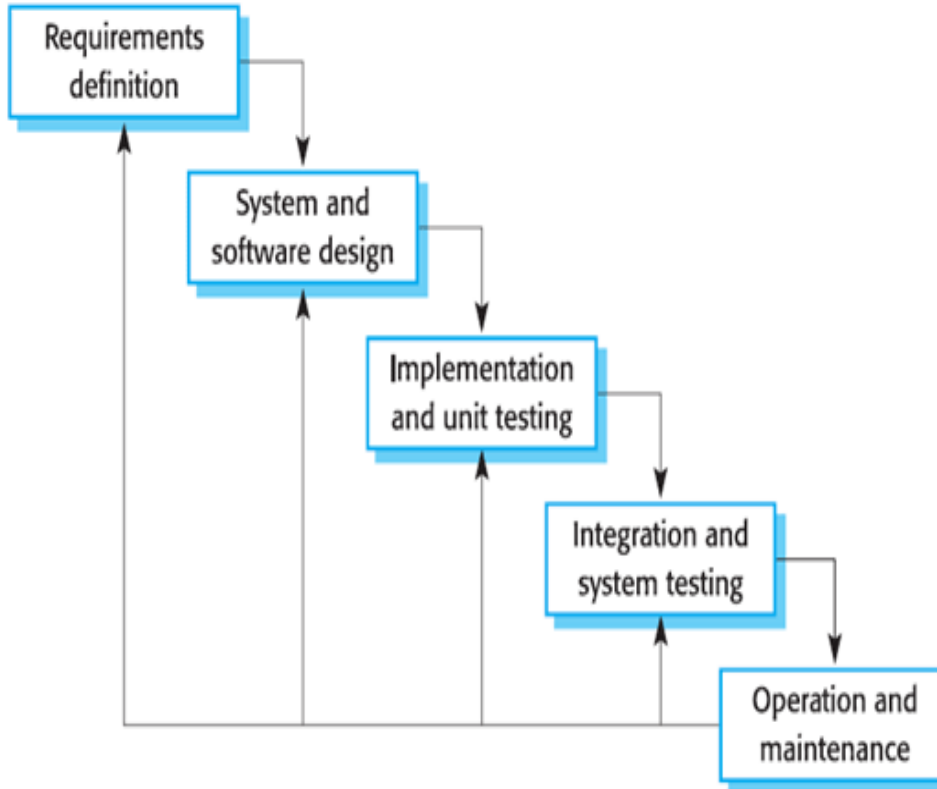 Requirements
definition
System and
software design
Implementation
and unit testing
Integration and
system testing
Operation and
maintenance